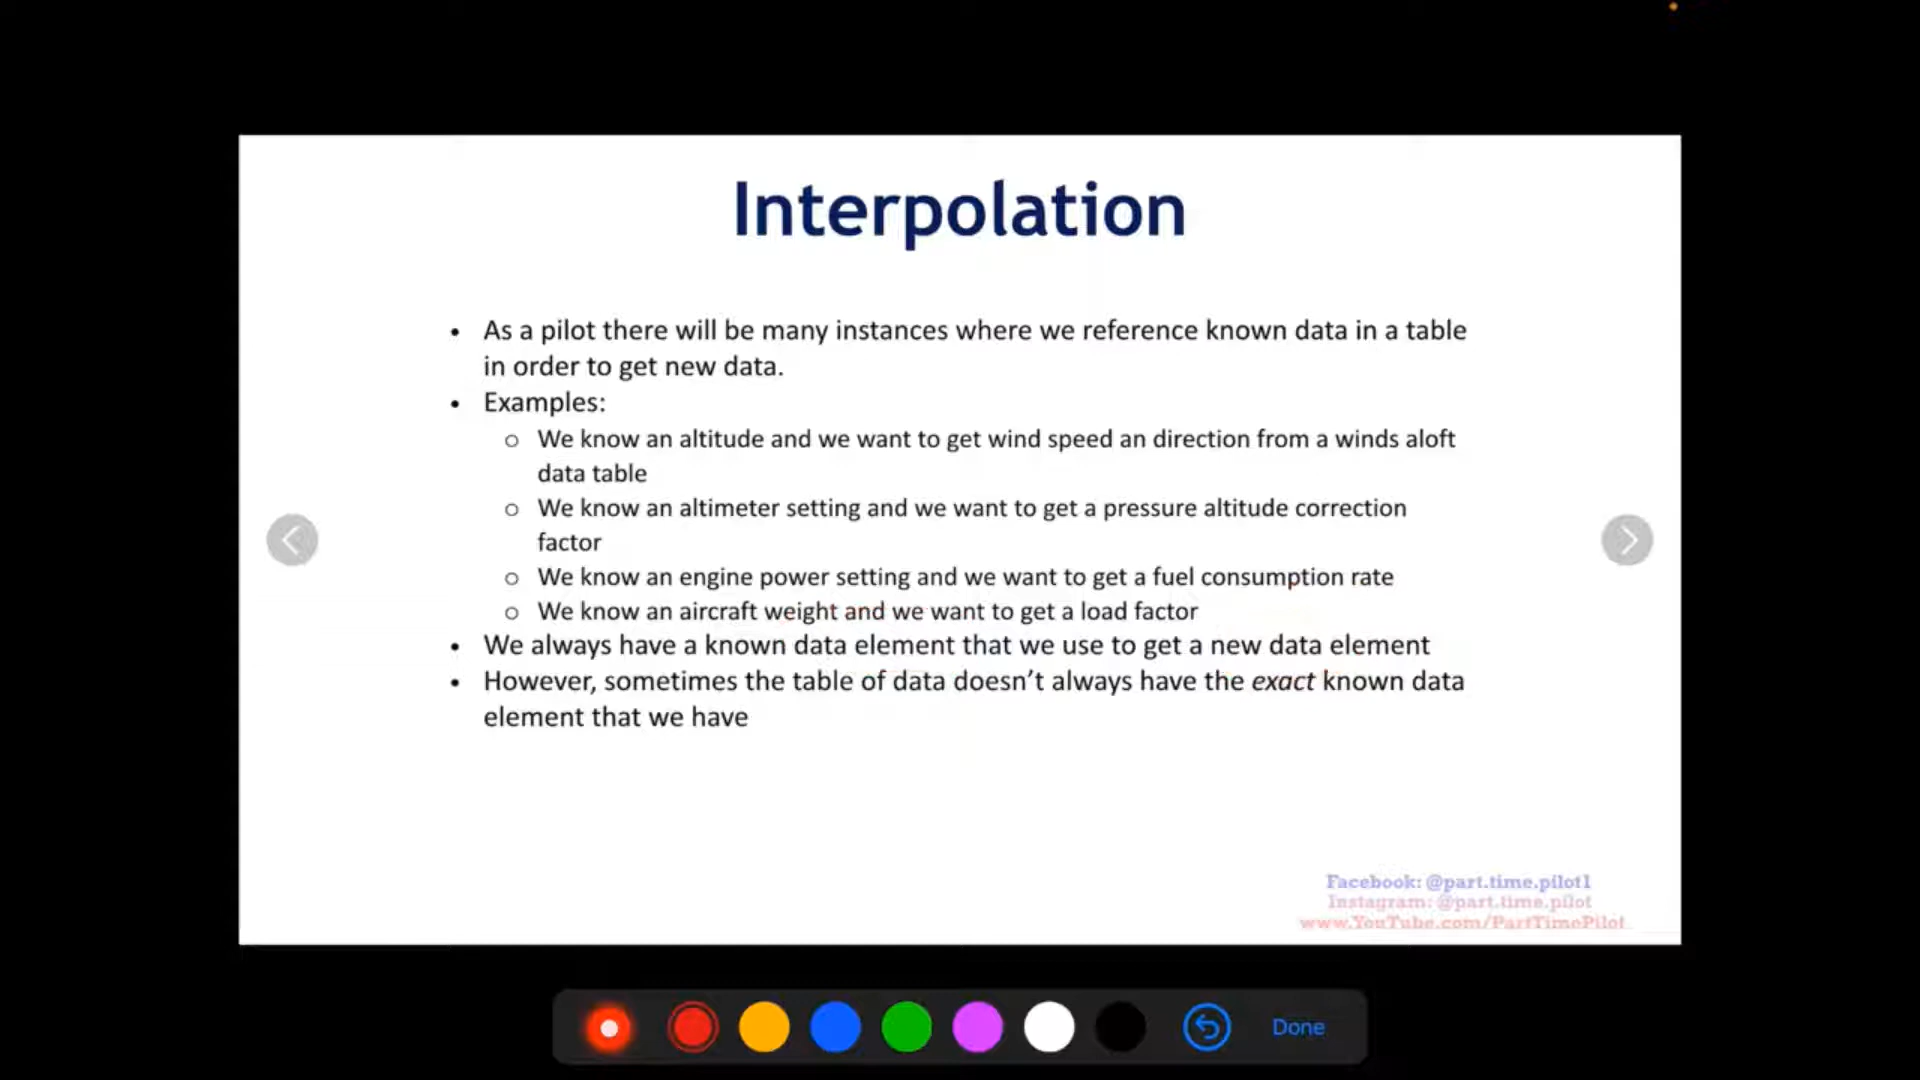 Interpolation
• As a pilot there will be many instances where we reference known data in a table
in order to get new data.
• Examples:
o We know an altitude and we want to get wind speed an direction from a winds aloft
data table
o We know an altimeter setting and we want to get a pressure altitude correction
factor
o We know an engine power setting and we want to get a fuel consumption rate
o We know an aircraft weight and we want to get a load factor
• We always have a known data element that we use to get a new data element
• However, sometimes the table of data doesn’t always have the exact known data
element that we have
Facebook: @part.time.pilot1
Instagram: @part.time.pilot
www.YouTube.com/PartTimePilot
Done